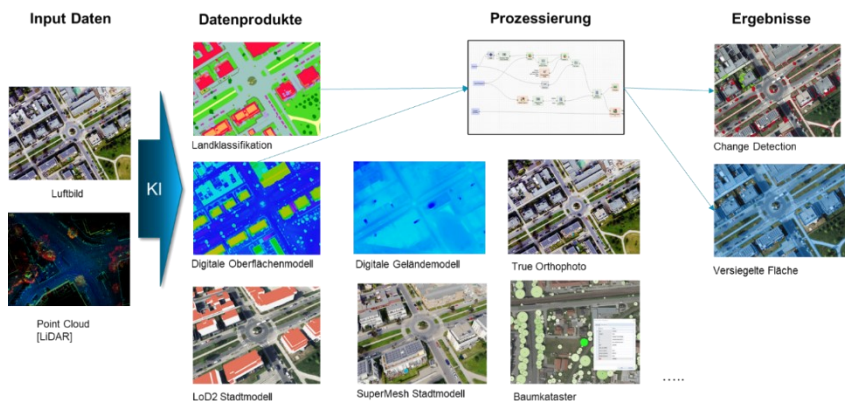 Input Daten
Datenprodukte
Prozessierung
Ergebnisse
KI
Luftbild
Landklassifikation
Change Detection
Digitale Oberflächenmodell
Digitale Geländemodell
True Orthophoto
Versiegelte Fläche
Point Cloud
[LiDAR]
LoD2 Stadtmodell
SuperMesh Stadtmodell
Baumkataster
.....